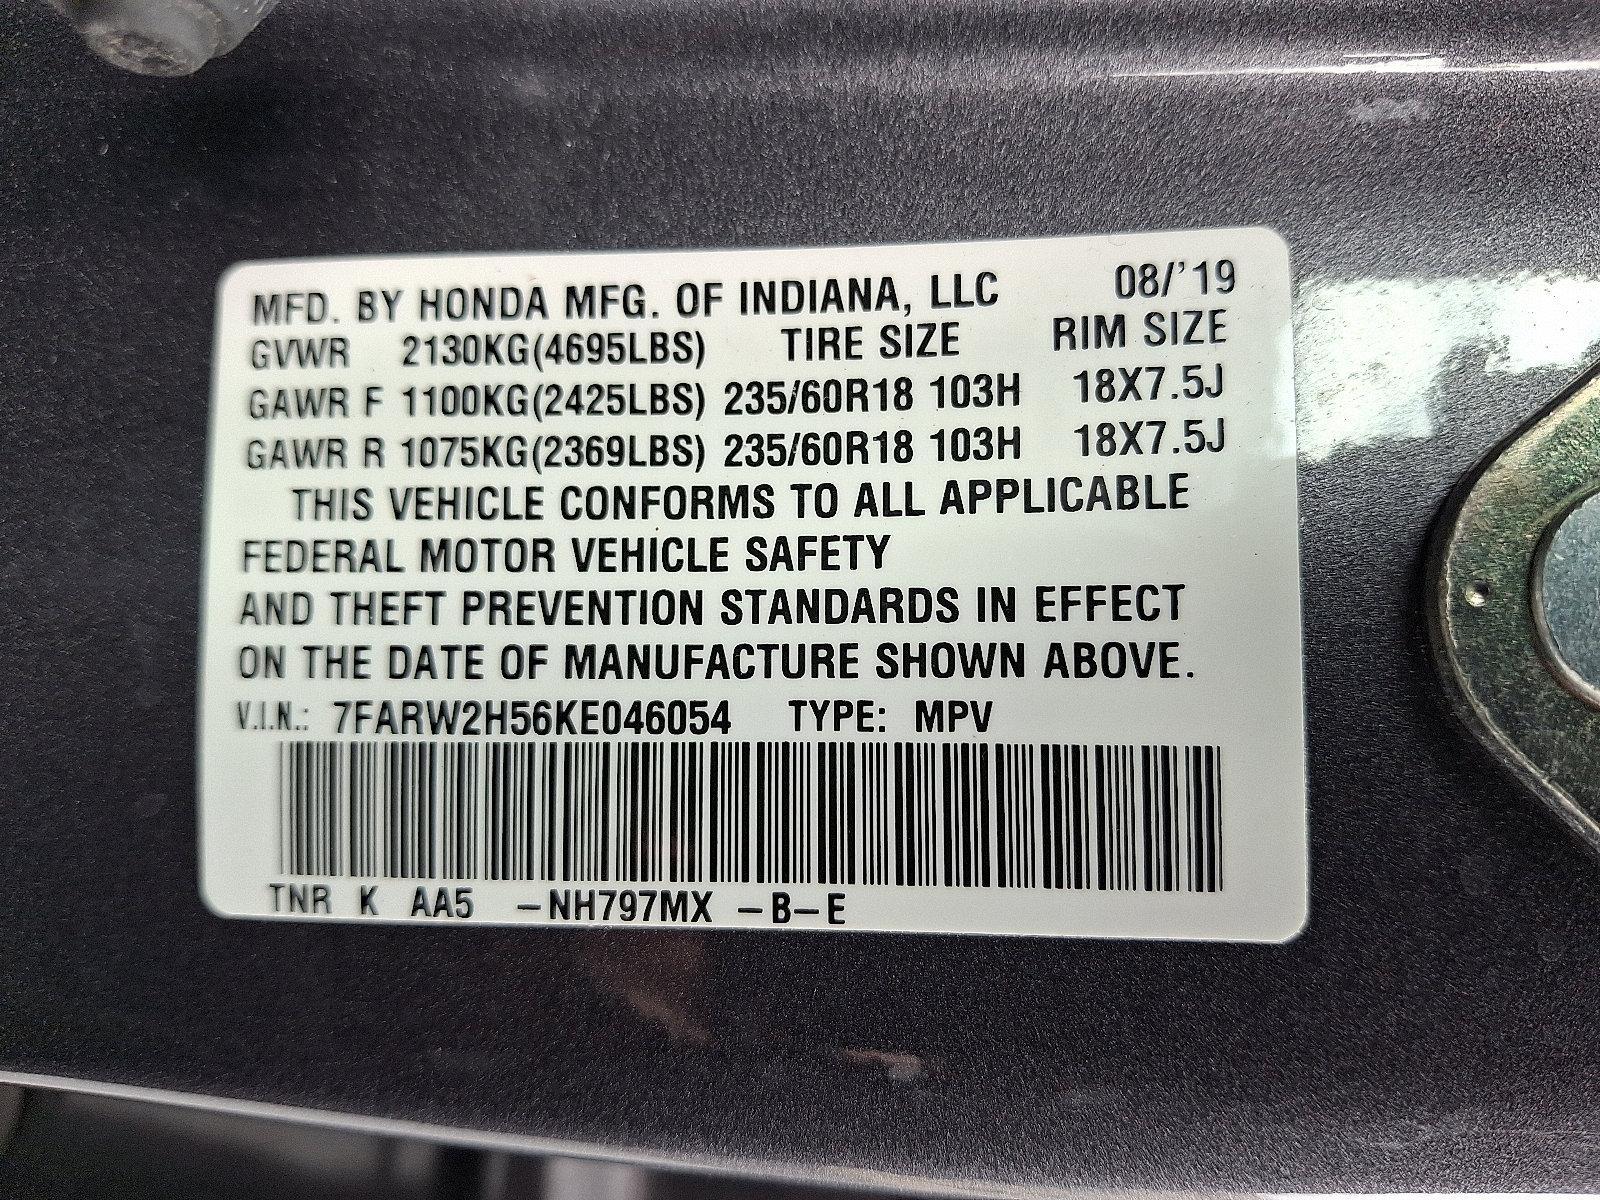 MFD. BY HONDA MFG. OF INDIANA, LLC 08/'19
GVWR 2130KG(4695LBS) TIRE SIZE RIM SIZE
GAWR F 1100KG(2425LBS) 235/60R18 103H 18X7.5J
GAWR R 1075KG(2369LBS) 235/60R18 103H 18X7.5J
THIS VEHICLE CONFORMS TO ALL APPLICABLE
FEDERAL MOTOR VEHICLE SAFETY
AND THEFT PREVENTION STANDARDS IN EFFECT
ON THE DATE OF MANUFACTURE SHOWN ABOVE.
V.I.N.: 7FARW2H56KE046054 TYPE: MPV
TNR K AA5 -NH797MX -B-E